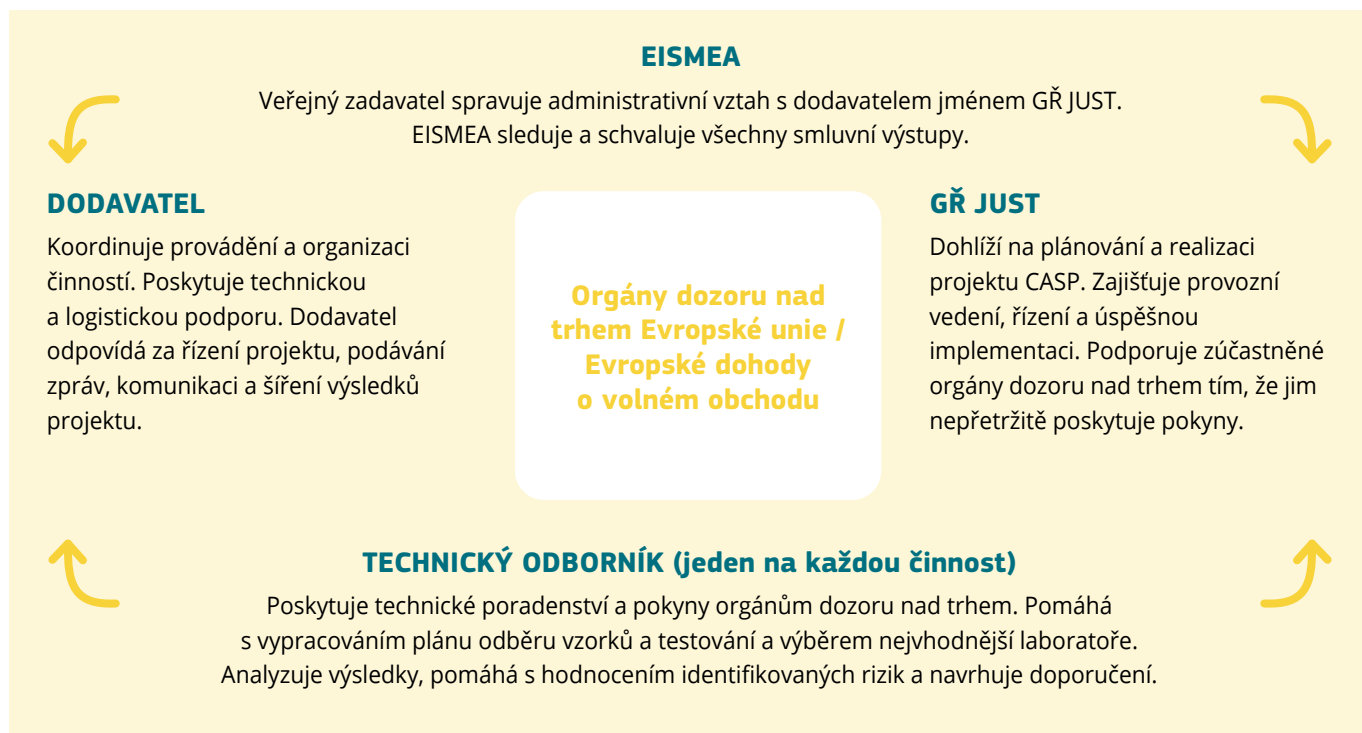 EISMEA
Veřejný zadavatel spravuje administrativní vztah s dodavatelem jménem GŘ JUST.
EISMEA sleduje a schvaluje všechny smluvní výstupy.
DODAVATEL
Koordinuje provádění a organizaci
činností. Poskytuje technickou
a logistickou podporu. Dodavatel
odpovídá za řízení projektu, podávání
zpráv, komunikaci a šíření výsledků
projektu.
Orgány dozoru nad
trhem Evropské unie /
Evropské dohody
o volném obchodu
GŘ JUST
Dohlíží na plánování a realizaci
projektu CASP. Zajišťuje provozní
vedení, řízení a úspěšnou
implementaci. Podporuje zúčastněné
orgány dozoru nad trhem tím, že jim
nepřetržitě poskytuje pokyny.
TECHNICKÝ ODBORNÍK (jeden na každou činnost)
Poskytuje technické poradenství a pokyny orgánům dozoru nad trhem. Pomáhá
s vypracováním plánu odběru vzorků a testování a výběrem nejvhodnější laboratoře.
Analyzuje výsledky, pomáhá s hodnocením identifikovaných rizik a navrhuje doporučení.